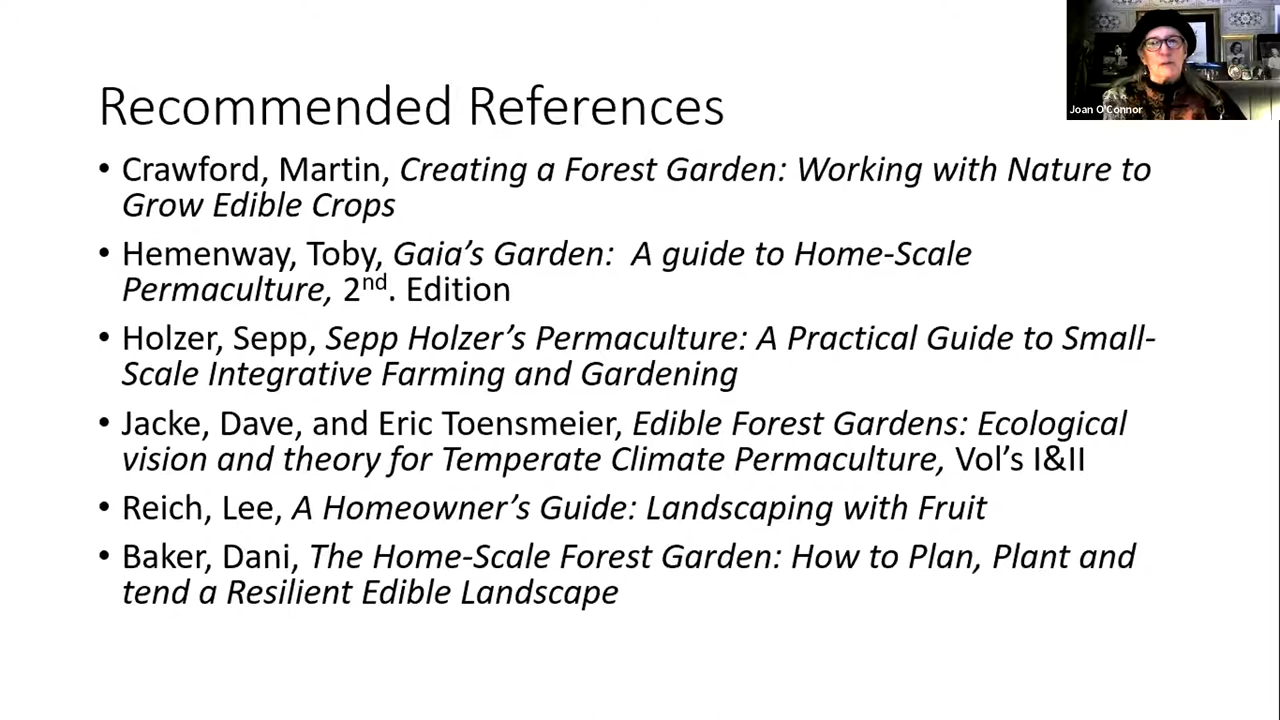 Joan O'Connor
Recommended References
• Crawford, Martin, Creating a Forest Garden: Working with Nature to
Grow Edible Crops
• Hemenway, Toby, Gaia’s Garden:  A guide to Home-Scale
Permaculture, 2nd. Edition
• Holzer, Sepp, Sepp Holzer’s Permaculture: A Practical Guide to Small-
Scale Integrative Farming and Gardening
• Jacke, Dave, and Eric Toensmeier, Edible Forest Gardens: Ecological
vision and theory for Temperate Climate Permaculture, Vol’s I&II
• Reich, Lee, A Homeowner’s Guide: Landscaping with Fruit
• Baker, Dani, The Home-Scale Forest Garden: How to Plan, Plant and
tend a Resilient Edible Landscape